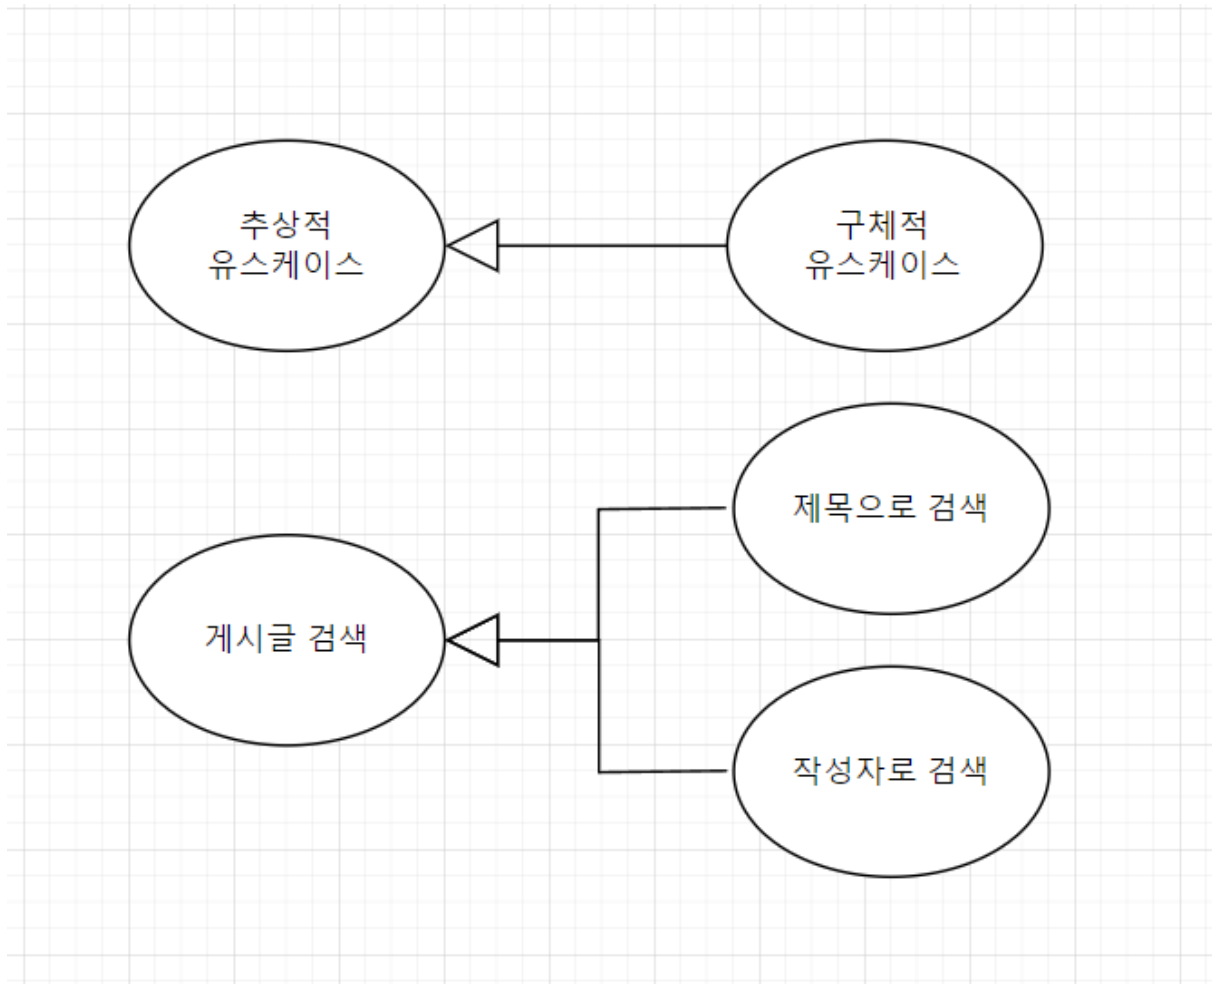 추상적
유스케이스
구체적
유스케이스
제목으로 검색
게시글 검색
작성자로 검색